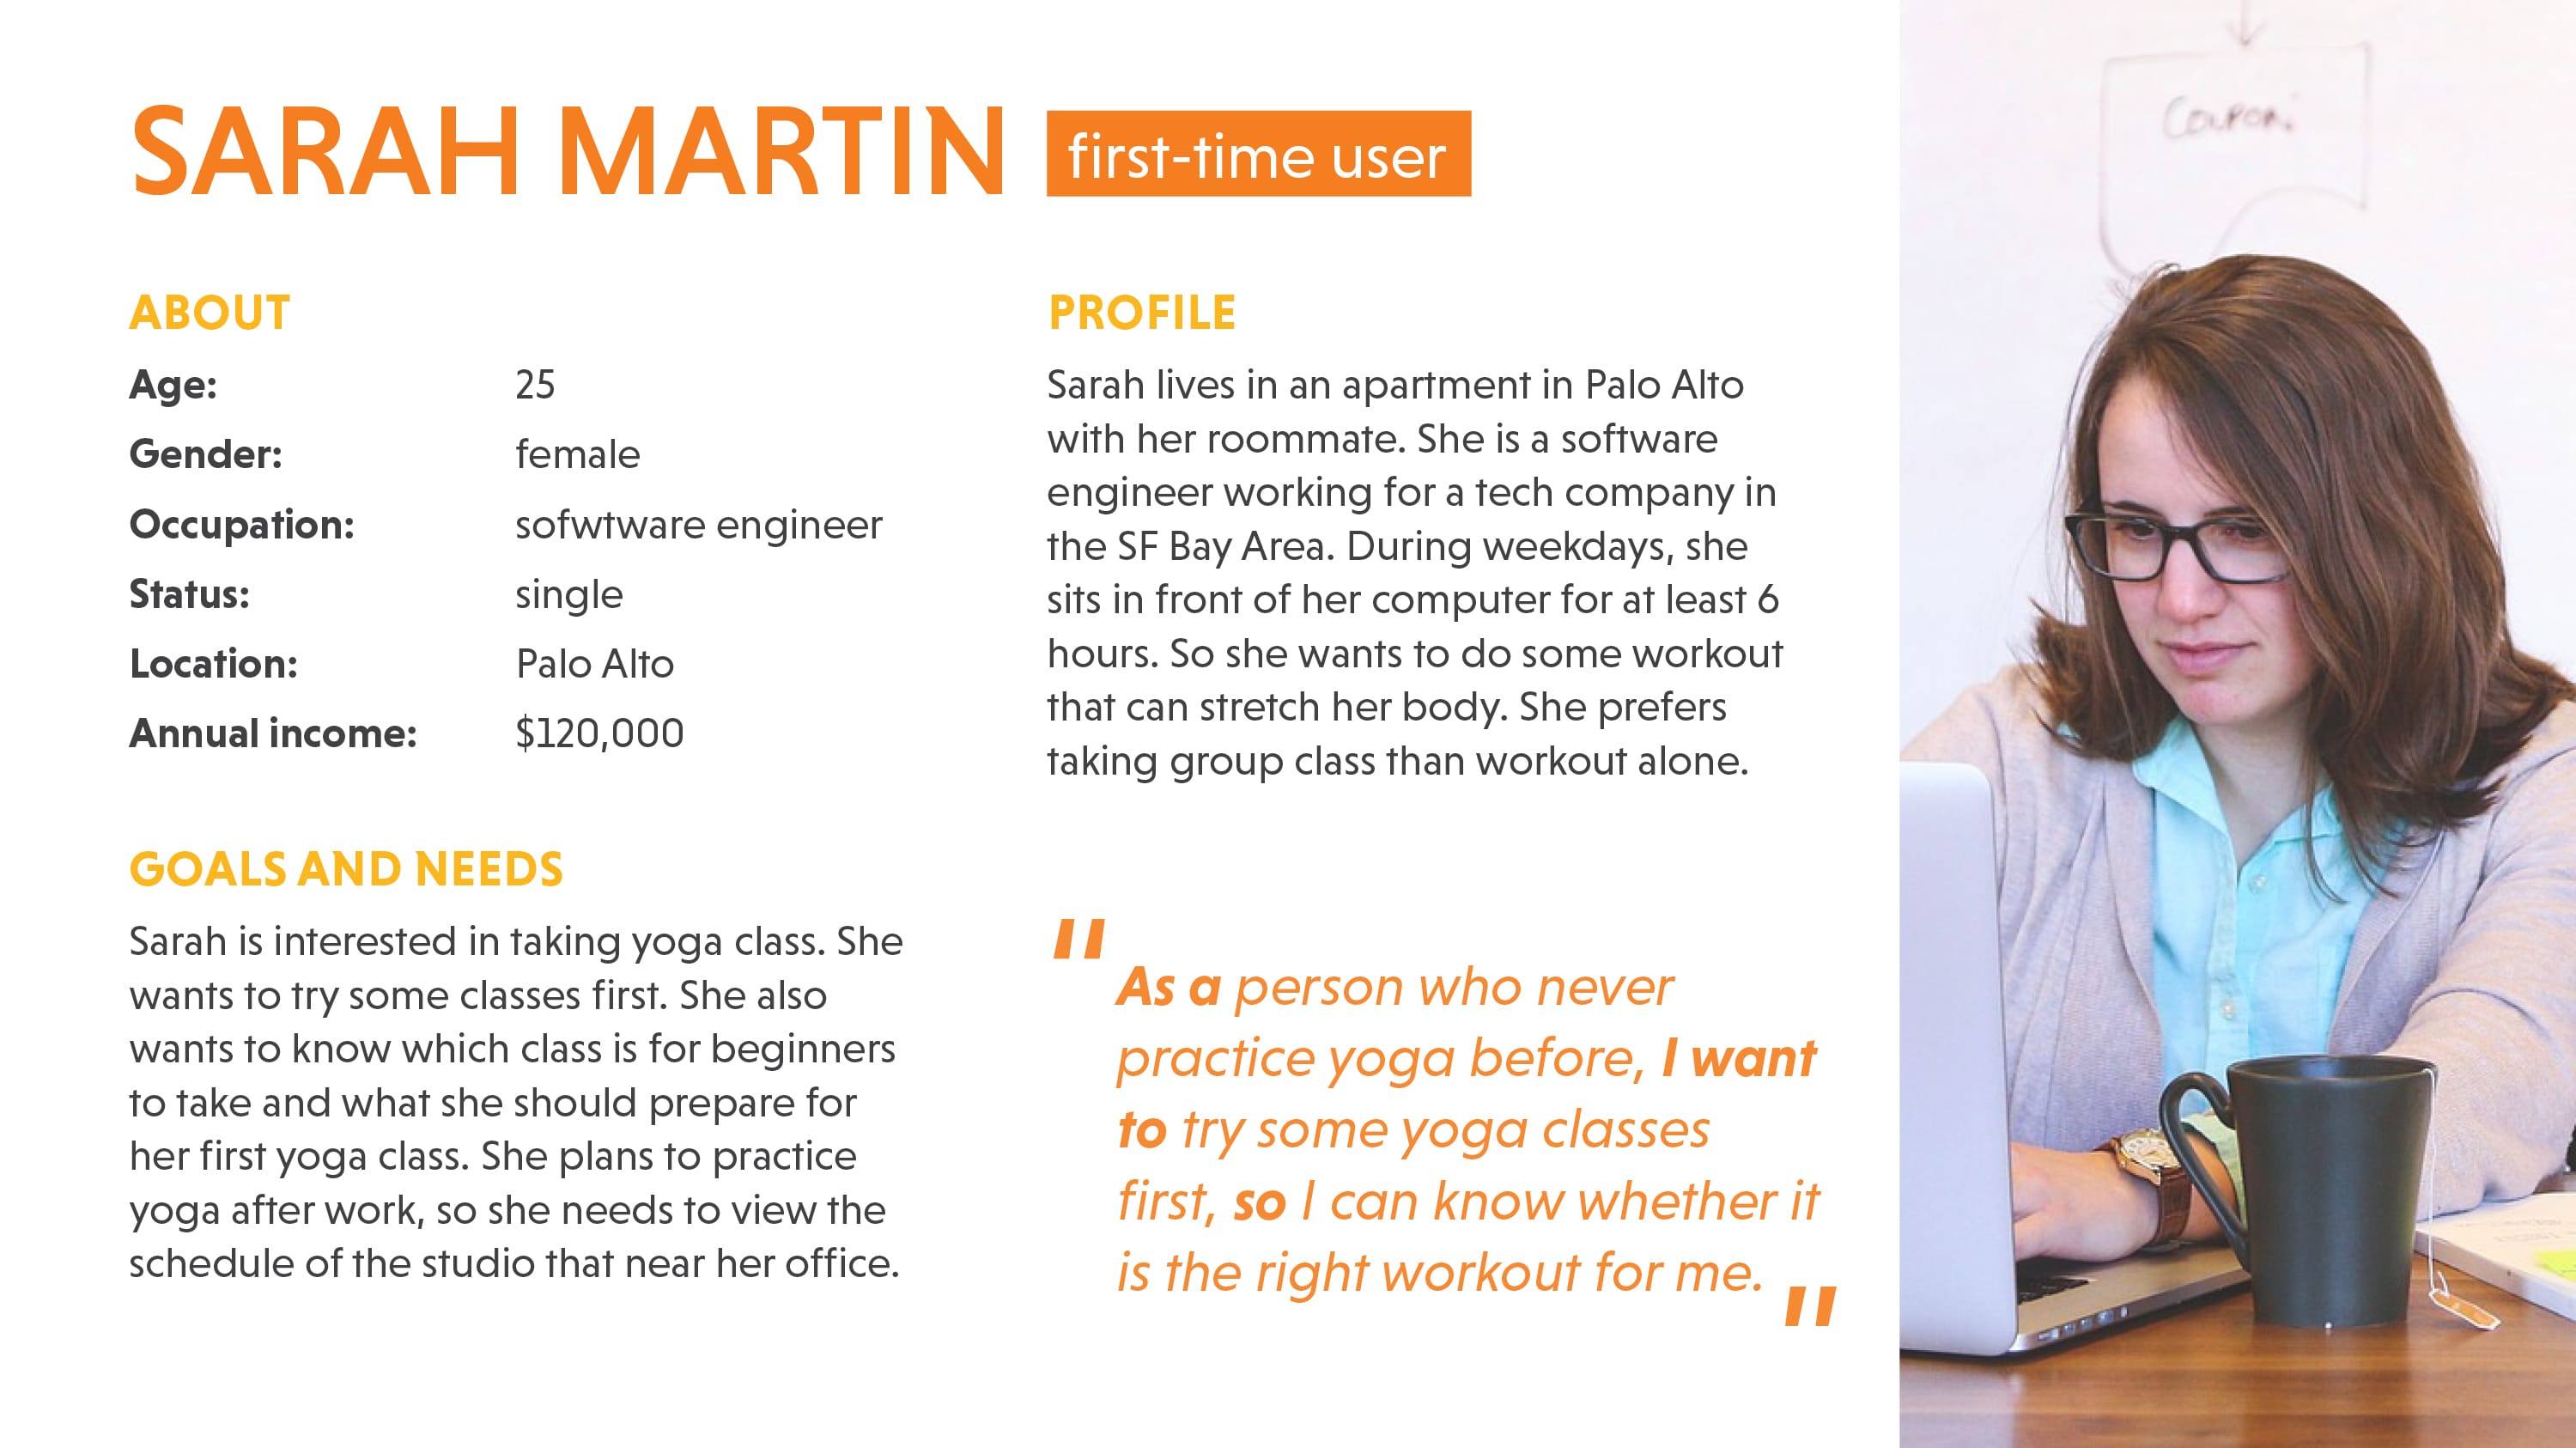 SARAH MARTIN first-time user
ABOUT
Age: 25
Gender: female
Occupation: sofwtware engineer
Status: single
Location: Palo Alto
Annual income: $120,000
GOALS AND NEEDS
Sarah is interested in taking yoga class. She
wants to try some classes first. She also
wants to know which class is for beginners
to take and what she should prepare for
her first yoga class. She plans to practice
yoga after work, so she needs to view the
schedule of the studio that near her office.
PROFILE
Sarah lives in an apartment in Palo Alto
with her roommate. She is a software
engineer working for a tech company in
the SF Bay Area. During weekdays, she
sits in front of her computer for at least 6
hours. So she wants to do some workout
that can stretch her body. She prefers
taking group class than workout alone.
"As a person who never
practice yoga before, I want
to try some yoga classes
first, so I can know whether it
is the right workout for me."
Coupon